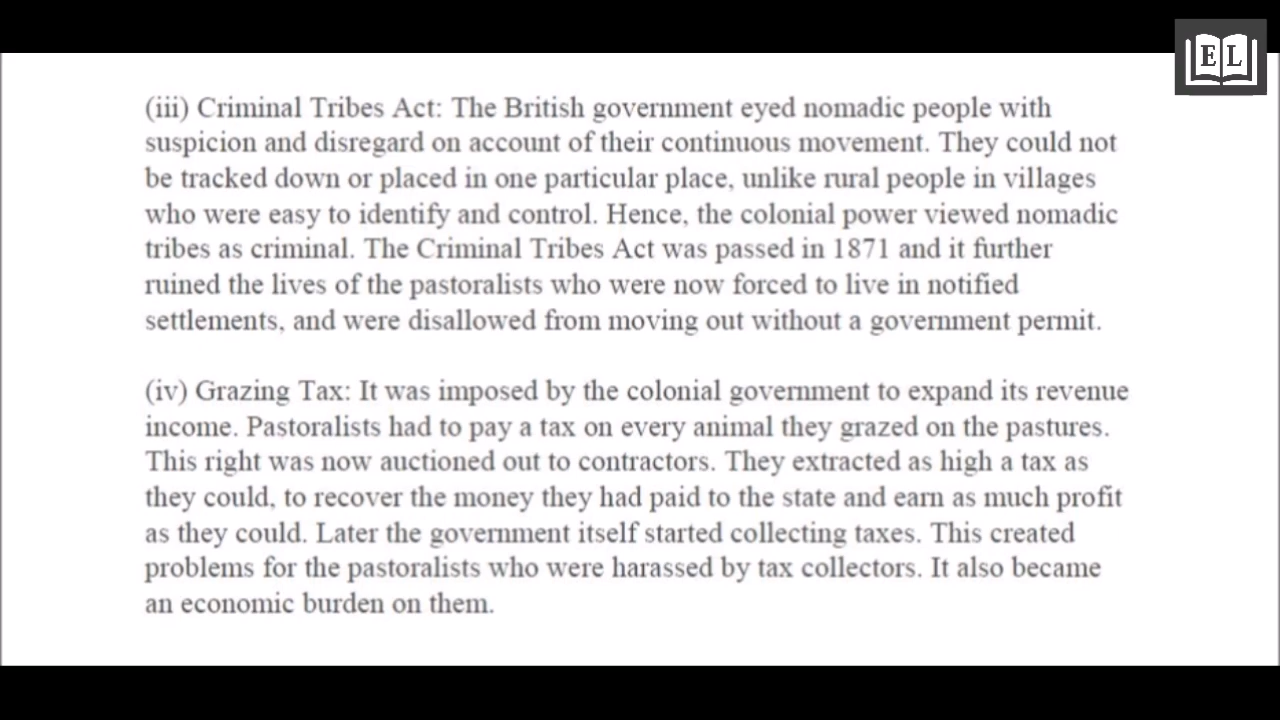 E L
(iii) Criminal Tribes Act: The British government eyed nomadic people with
suspicion and disregard on account of their continuous movement. They could not
be tracked down or placed in one particular place, unlike rural people in villages
who were easy to identify and control. Hence, the colonial power viewed nomadic
tribes as criminal. The Criminal Tribes Act was passed in 1871 and it further
ruined the lives of the pastoralists who were now forced to live in notified
settlements, and were disallowed from moving out without a government permit.
(iv) Grazing Tax: It was imposed by the colonial government to expand its revenue
income. Pastoralists had to pay a tax on every animal they grazed on the pastures.
This right was now auctioned out to contractors. They extracted as high a tax as
they could, to recover the money they had paid to the state and earn as much profit
as they could. Later the government itself started collecting taxes. This created
problems for the pastoralists who were harassed by tax collectors. It also became
an economic burden on them.